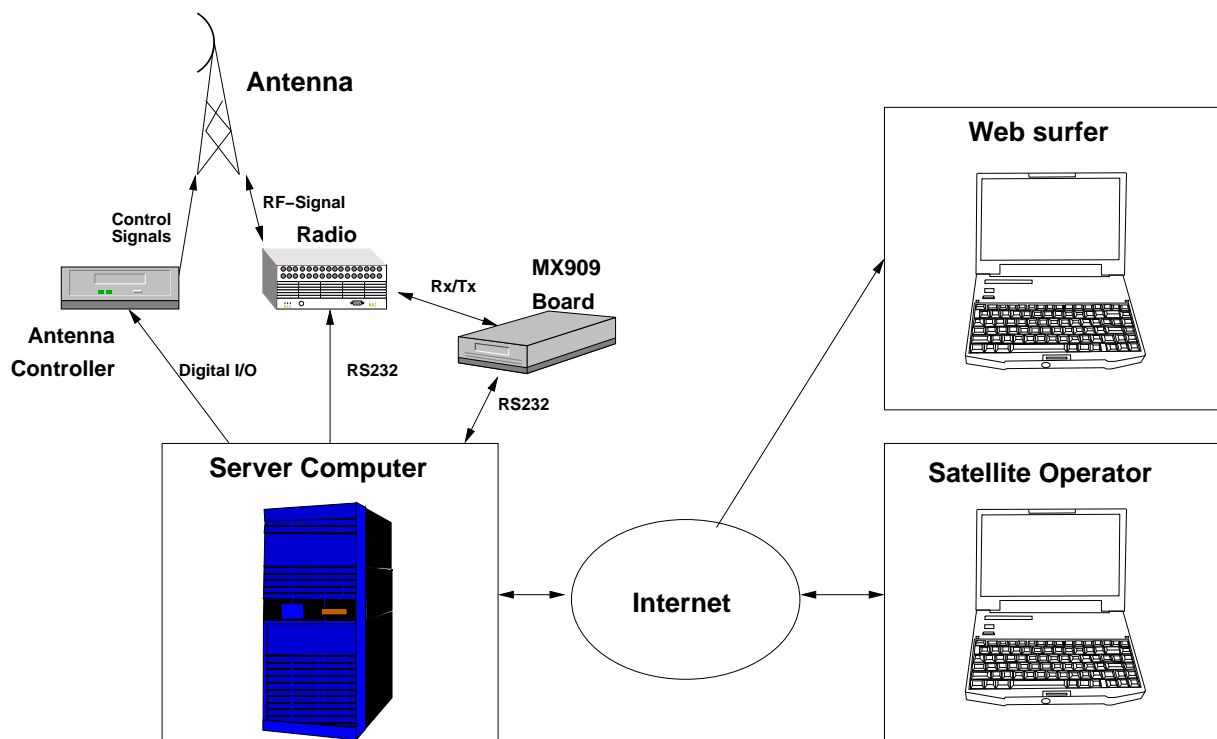 Antenna
Web surfer
RF−Signal
Control
Signals
Radio
MX909
Board
Rx/Tx
Antenna
Controller
Digital I/O
RS232
RS232
Server Computer
Satellite Operator
Internet